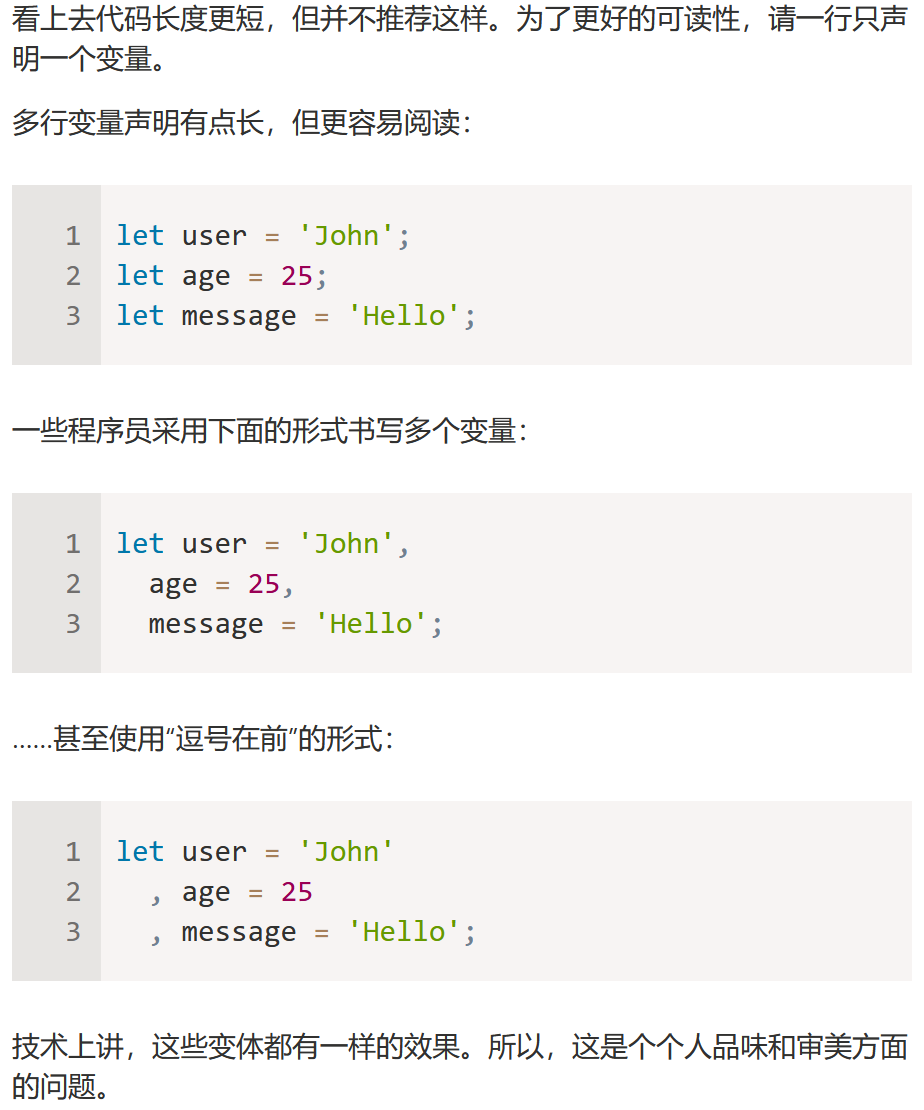 看上去代码长度更短，但并不推荐这样。为了更好的可读性，请一行只声
明一个变量。
多行变量声明有点长，但更容易阅读：
1 let user = 'John';
2 let age = 25;
3 let message = 'Hello';
一些程序员采用下面的形式书写多个变量：
1 let user = 'John',
2   age = 25,
3   message = 'Hello';
……甚至使用“逗号在前”的形式：
1 let user = 'John'
2   , age = 25
3   , message = 'Hello';
技术上讲，这些变体都有一样的效果。所以，这是个个人品味和审美方面
的问题。